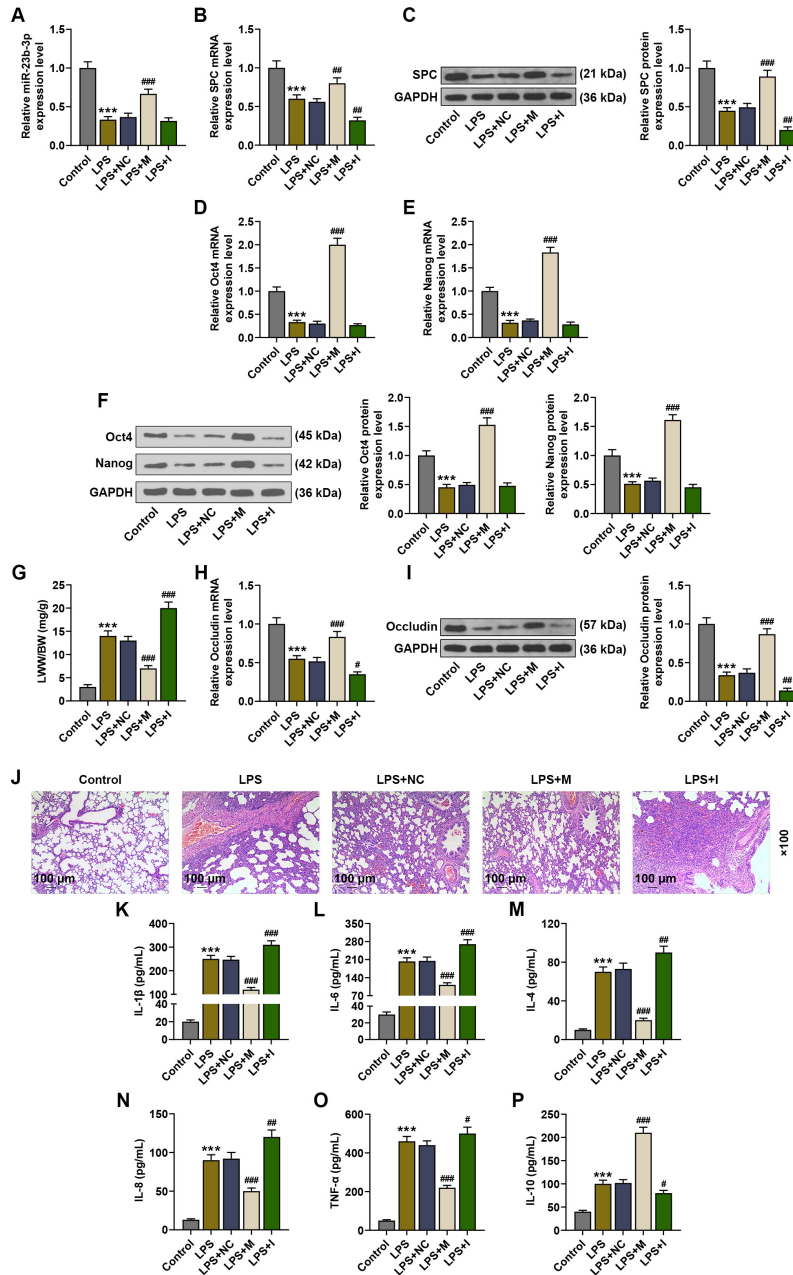 A
Relative miR-23b-3p
expression level
1.5
1.0
0.5
0.0
***
###
Control
LPS
LPS+NC
LPS+M
LPS+I
B
Relative SPC mRNA
expression level
1.5
1.0
0.5
0.0
***
##
##
Control
LPS
LPS+NC
LPS+M
LPS+I
C
SPC
(21 kDa)
GAPDH
(36 kDa)
Control
LPS
LPS+NC
LPS+M
LPS+I
Relative SPC protein
expression level
1.5
1.0
0.5
0.0
***
###
##
Control
LPS
LPS+NC
LPS+M
LPS+I
D
Relative Oct4 mRNA
expression level
2.5
2.0
1.5
1.0
0.5
0.0
***
###
Control
LPS
LPS+NC
LPS+M
LPS+I
E
Relative Nanog mRNA
expression level
2.5
2.0
1.5
1.0
0.5
0.0
***
###
Control
LPS
LPS+NC
LPS+M
LPS+I
F
Oct4
(45 kDa)
Nanog
(42 kDa)
GAPDH
(36 kDa)
Control
LPS
LPS+NC
LPS+M
LPS+I
Relative Oct4 protein
expression level
2.0
1.5
1.0
0.5
0.0
***
###
Control
LPS
LPS+NC
LPS+M
LPS+I
Relative Nanog protein
expression level
2.0
1.5
1.0
0.5
0.0
***
###
Control
LPS
LPS+NC
LPS+M
LPS+I
G
LWW/BW (mg/g)
25
20
15
10
5
0
***
###
###
Control
LPS
LPS+NC
LPS+M
LPS+I
H
Relative Occludin mRNA
expression level
1.5
1.0
0.5
0.0
***
###
#
Control
LPS
LPS+NC
LPS+M
LPS+I
I
Occludin
(57 kDa)
GAPDH
(36 kDa)
Control
LPS
LPS+NC
LPS+M
LPS+I
Relative Occludin protein
expression level
1.5
1.0
0.5
0.0
***
###
##
Control
LPS
LPS+NC
LPS+M
LPS+I
J
Control
LPS
LPS+NC
LPS+M
LPS+I
100 μm
100 μm
100 μm
100 μm
100 μm
×100
K
IL-1β (pg/mL)
400
300
200
100
40
20
0
***
###
###
Control
LPS
LPS+NC
LPS+M
LPS+I
L
IL-6 (pg/mL)
350
280
210
140
70
60
40
20
0
***
###
###
Control
LPS
LPS+NC
LPS+M
LPS+I
M
IL-4 (pg/mL)
150
100
50
0
***
###
##
Control
LPS
LPS+NC
LPS+M
LPS+I
N
IL-8 (pg/mL)
150
100
50
0
***
###
##
Control
LPS
LPS+NC
LPS+M
LPS+I
O
TNF-α (pg/mL)
600
400
200
0
***
###
#
Control
LPS
LPS+NC
LPS+M
LPS+I
P
IL-10 (pg/mL)
250
200
150
100
50
0
***
###
#
Control
LPS
LPS+NC
LPS+M
LPS+I